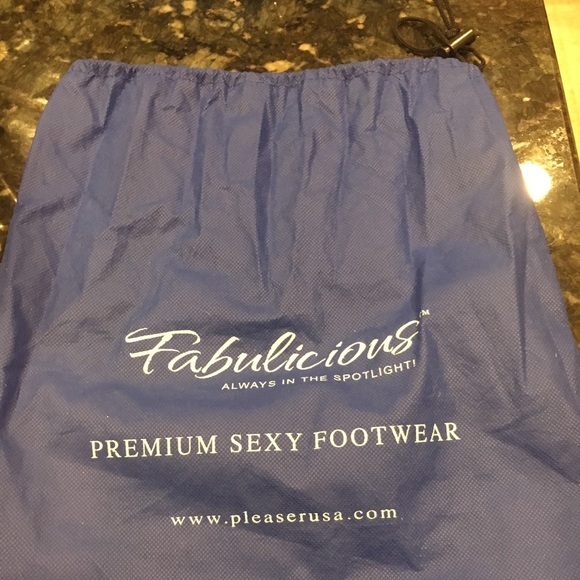 Fabulicious™
ALWAYS IN THE SPOTLIGHT!
PREMIUM SEXY FOOTWEAR
www.pleaserusa.com